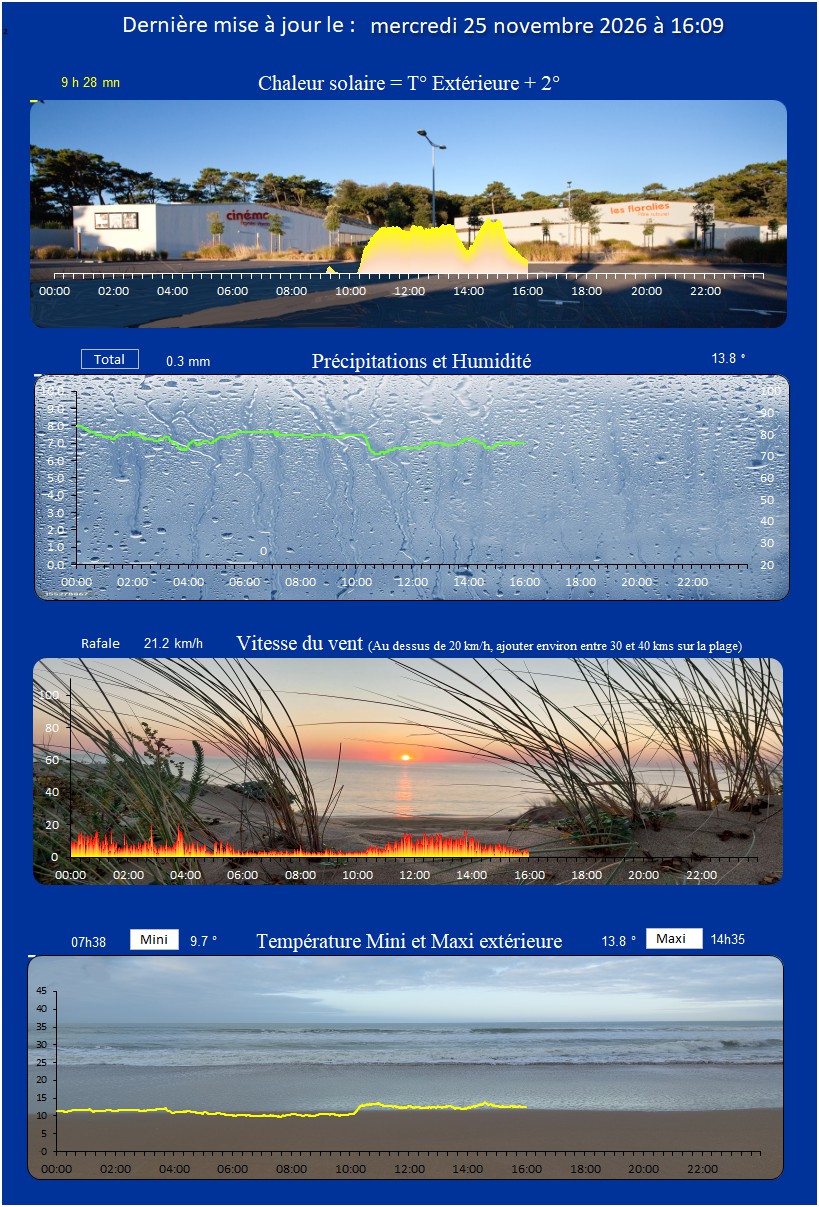 Dernière mise à jour le : mercredi 25 novembre 2026 à 16:09
9 h 28 mn Chaleur solaire = T° Extérieure + 2°
cinéma
les floralies
00:00 02:00 04:00 06:00 08:00 10:00 12:00 14:00 16:00 18:00 20:00 22:00
Total 0.3 mm Précipitations et Humidité 13.8 °
10.0 100
9.0 90
8.0 80
7.0 70
6.0 60
5.0
4.0 50
3.0 40
2.0
1.0 30
0
0.0 20
00:00 02:00 04:00 06:00 08:00 10:00 12:00 14:00 16:00 18:00 20:00 22:00
Rafale 21.2 km/h Vitesse du vent (Au dessus de 20 km/h, ajouter environ entre 30 et 40 kms sur la plage)
100
80
60
40
20
0
00:00 02:00 04:00 06:00 08:00 10:00 12:00 14:00 16:00 18:00 20:00 22:00
07h38 Mini 9.7 ° Température Mini et Maxi extérieure 13.8 ° Maxi 14h35
45
40
35
30
25
20
15
10
5
0
00:00 02:00 04:00 06:00 08:00 10:00 12:00 14:00 16:00 18:00 20:00 22:00